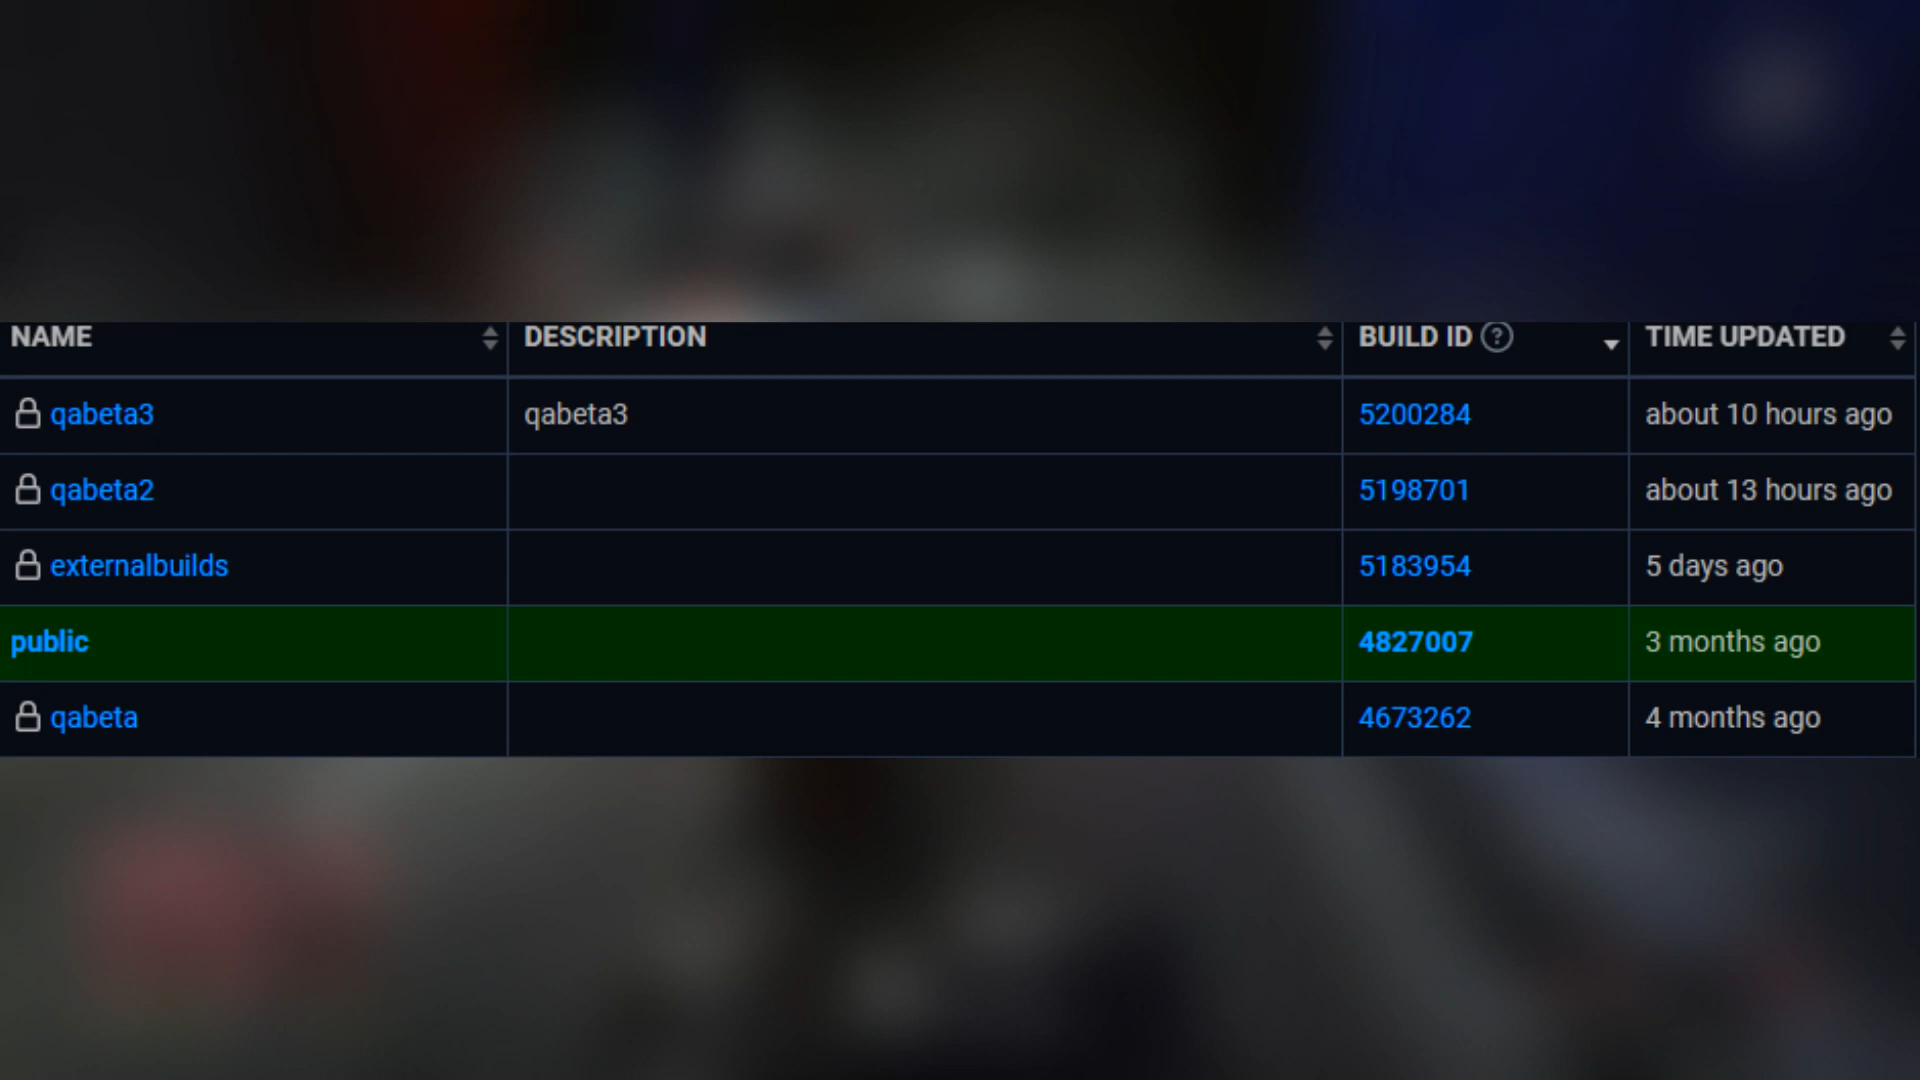 NAME DESCRIPTION BUILD ID ? TIME UPDATED
qabeta3 qabeta3 5200284 about 10 hours ago
qabeta2 5198701 about 13 hours ago
externalbuilds 5183954 5 days ago
public 4827007 3 months ago
qabeta 4673262 4 months ago